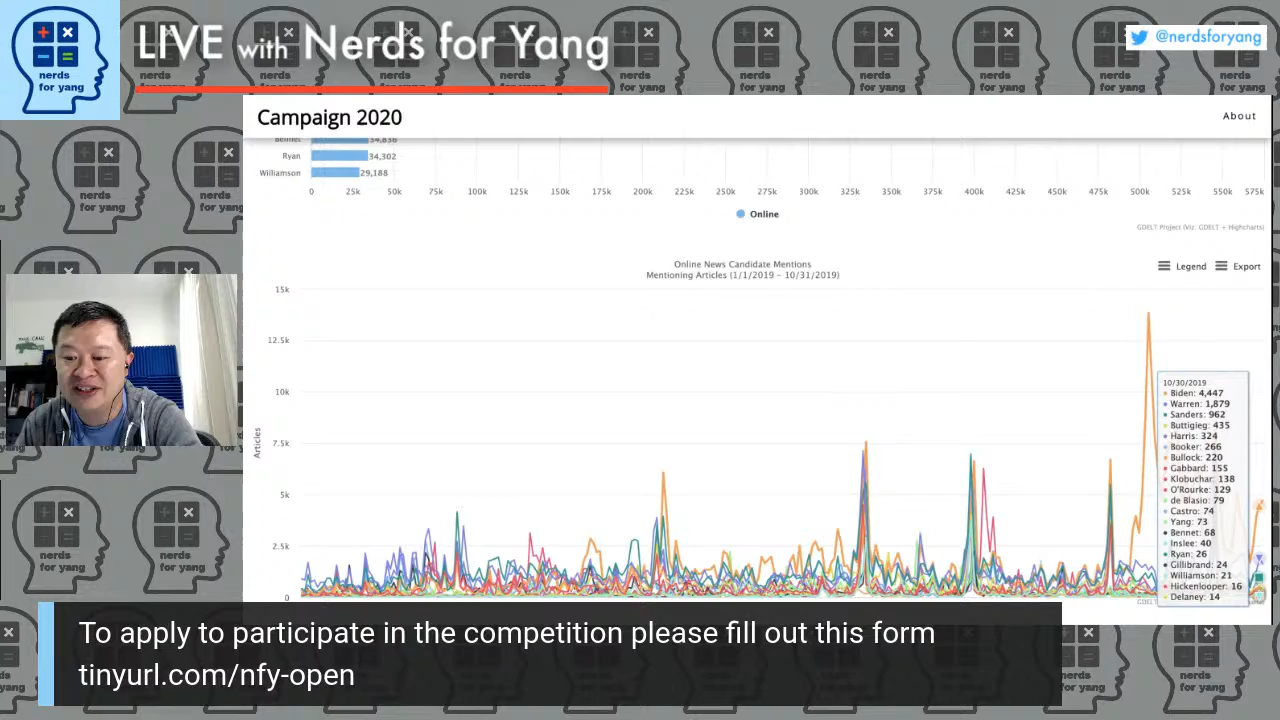 LIVE with Nerds for Yang
@nerdsforyang
nerds
for yang
Campaign 2020
About
Bennet 34,836
Ryan 34,302
Williamson 29,188
0 25k 50k 75k 100k 125k 150k 175k 200k 225k 250k 275k 300k 325k 350k 375k 400k 425k 450k 475k 500k 525k 550k 575k
Online
GDELT Project (Viz. GDELT + Highcharts)
Online News Candidate Mentions
Mentioning Articles (1/1/2019 - 10/31/2019)
Legend Export
15k
12.5k
10k
7.5k
5k
2.5k
0
Articles
10/30/2019
Biden: 4,447
Warren: 1,879
Sanders: 962
Buttigieg: 435
Harris: 324
Booker: 266
Bullock: 220
Gabbard: 155
Klobuchar: 138
O'Rourke: 129
de Blasio: 79
Castro: 74
Yang: 73
Bennet: 68
Inslee: 40
Ryan: 26
Gillibrand: 24
Williamson: 21
Hickenlooper: 16
Delaney: 14
To apply to participate in the competition please fill out this form
tinyurl.com/nfy-open